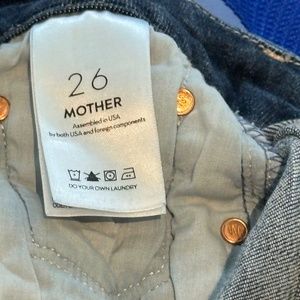 26
MOTHER
Assembled in USA
by both USA and foreign components
DO YOUR OWN LAUNDRY